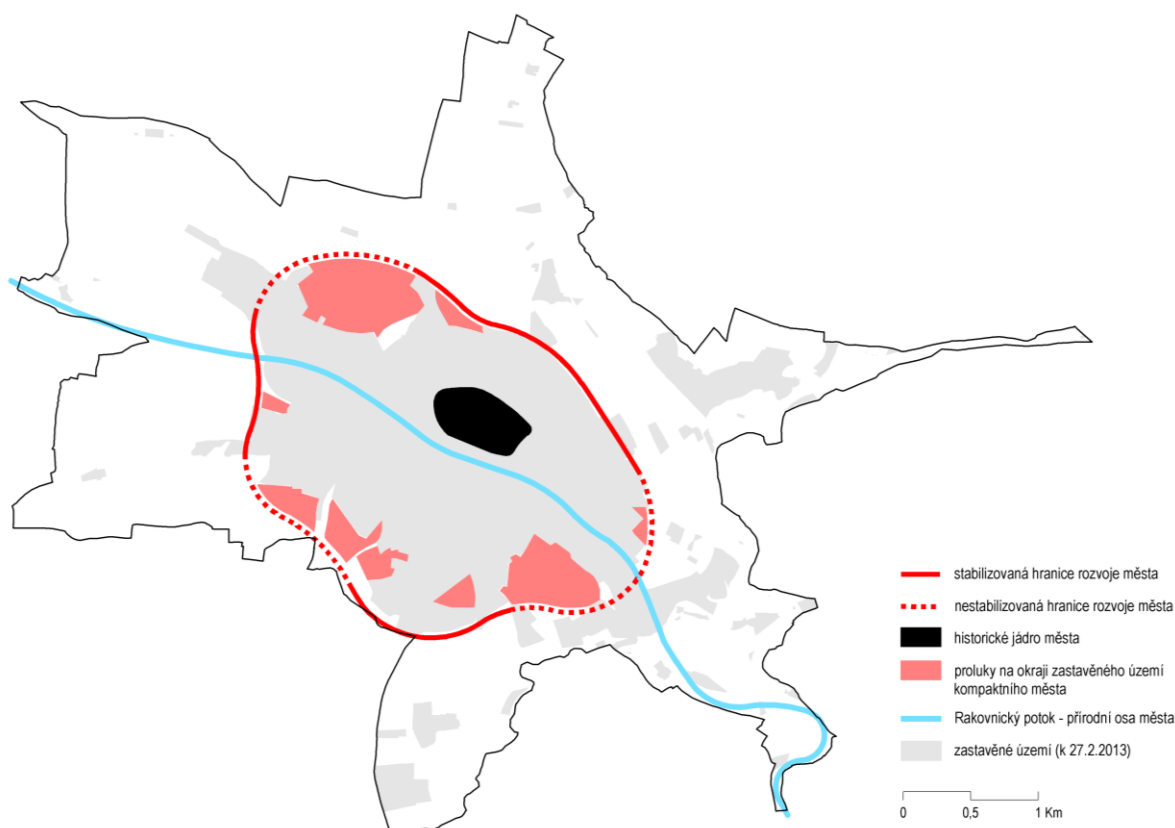 stabilizovaná hranice rozvoje města
nestabilizovaná hranice rozvoje města
historické jádro města
proluky na okraji zastavěného území
kompaktního města
Rakovnický potok - přírodní osa města
zastavěné území (k 27.2.2013)
0 0,5 1 Km